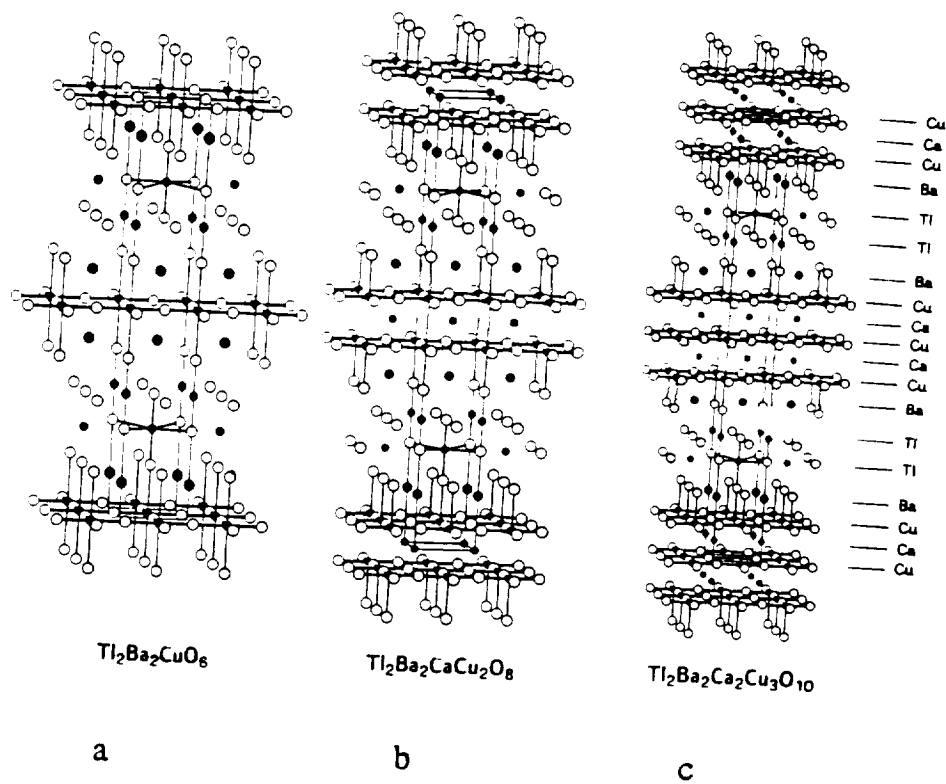 Cu
Ca
Cu
Ba
Tl
Tl
Ba
Cu
Ca
Cu
Ca
Cu
Ba
Tl
Tl
Ba
Cu
Ca
Cu
Tl₂Ba₂CuO₆
Tl₂Ba₂CaCu₂O₈
Tl₂Ba₂Ca₂Cu₃O₁₀
a
b
c